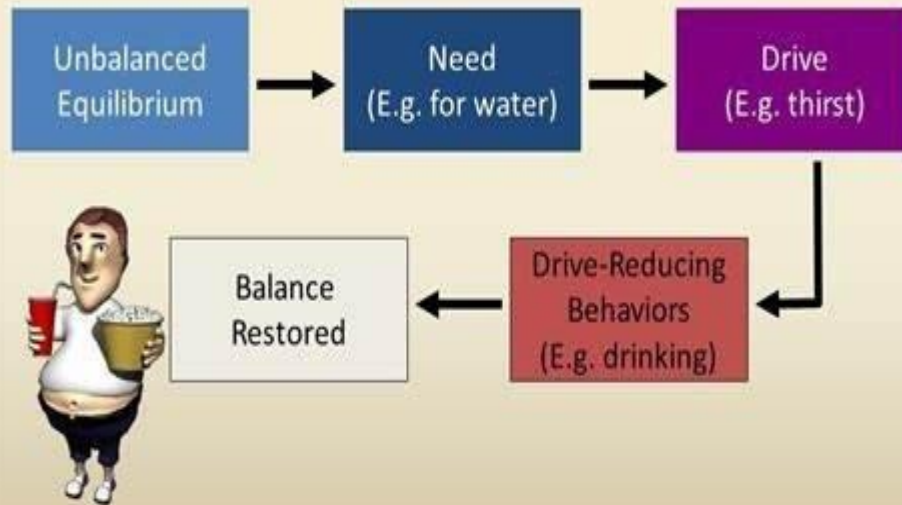 Unbalanced
Equilibrium
Need
(E.g. for water)
Drive
(E.g. thirst)
Drive-Reducing
Behaviors
(E.g. drinking)
Balance
Restored